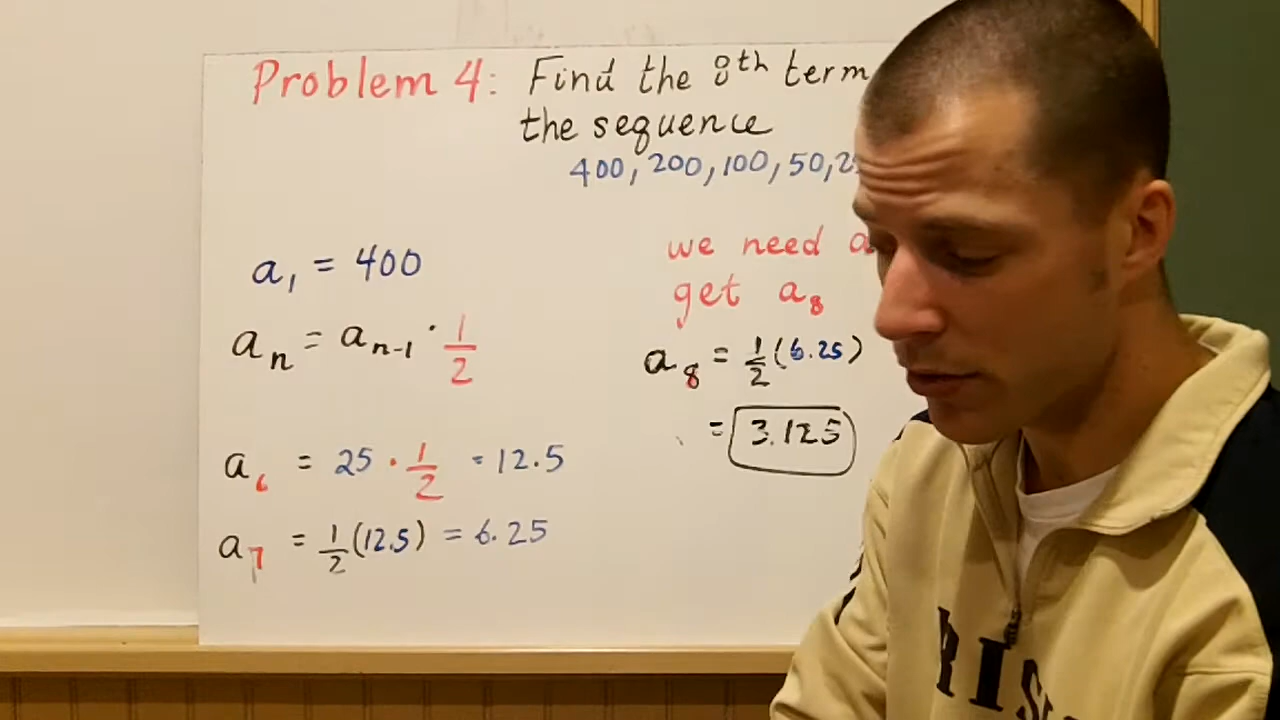 Problem 4: Find the 8th term
the sequence
400, 200, 100, 50, 2
a₁ = 400
aₙ = aₙ₋₁ · 1/2
a₆ = 25 · 1/2 = 12.5
a₇ = 1/2(12.5) = 6.25
we need a
get a₈
a₈ = 1/2(6.25)
= 3.125
RIS